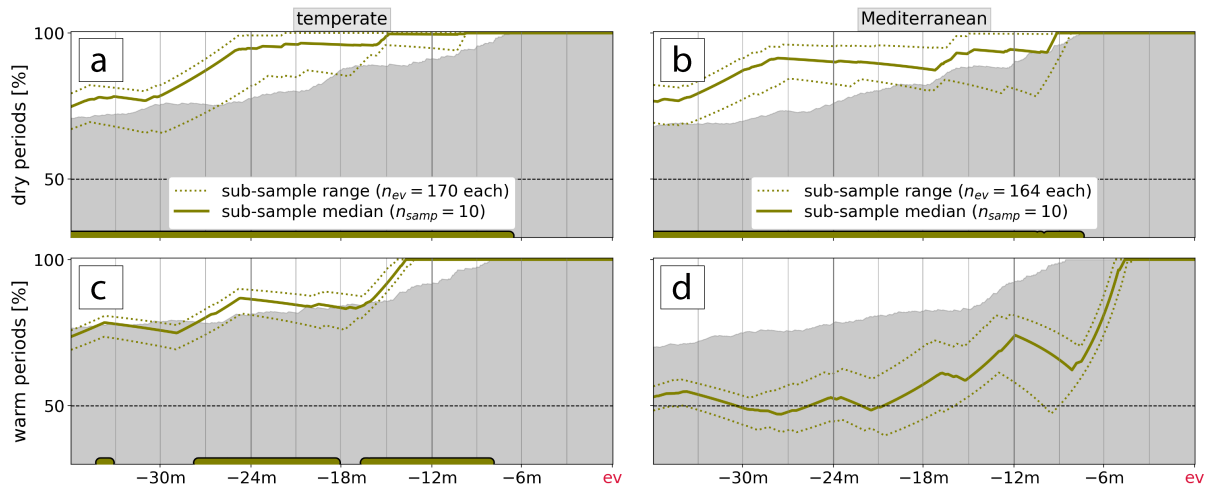 temperate
Mediterranean
100
50
dry periods [%]
a
sub-sample range (n_ev = 170 each)
sub-sample median (n_samp = 10)
b
sub-sample range (n_ev = 164 each)
sub-sample median (n_samp = 10)
100
50
warm periods [%]
c
d
−30m −24m −18m −12m −6m ev
−30m −24m −18m −12m −6m ev